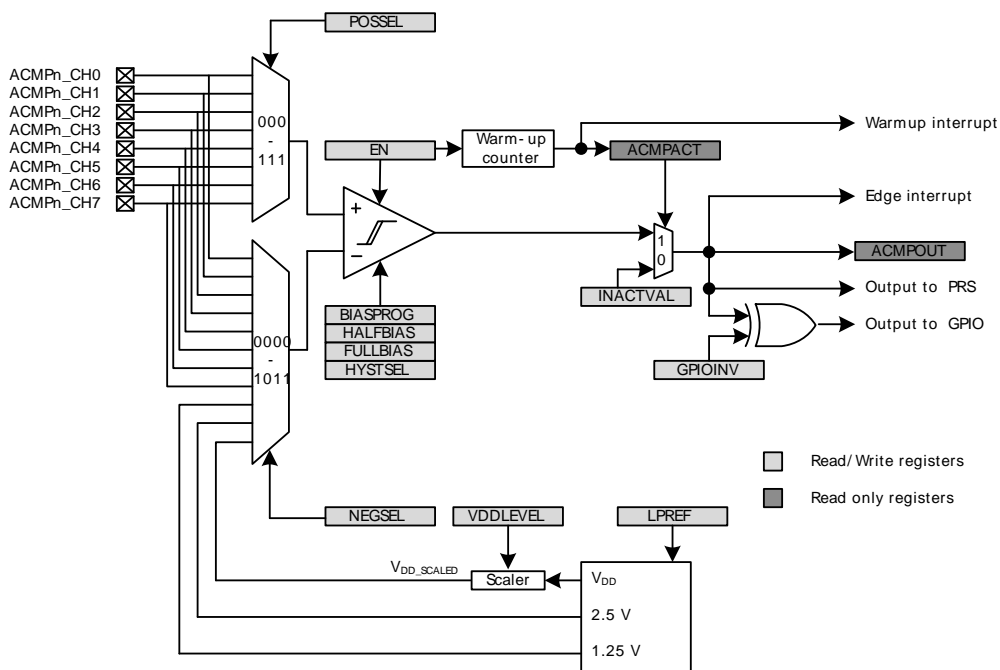 POSSEL
ACMPn_CH0
ACMPn_CH1
ACMPn_CH2
ACMPn_CH3
ACMPn_CH4
ACMPn_CH5
ACMPn_CH6
ACMPn_CH7
000
-
111
EN
Warm-up
counter
ACMPACT
Warmup interrupt
Edge interrupt
+
−
1
0
ACMPOUT
INACTVAL
Output to PRS
Output to GPIO
GPIOINV
BIASPROG
HALFBIAS
FULLBIAS
HYSTSEL
0000
-
1011
Read/Write registers
Read only registers
NEGSEL
VDDLEVEL
LPREF
VDD_SCALED
Scaler
VDD
2.5 V
1.25 V